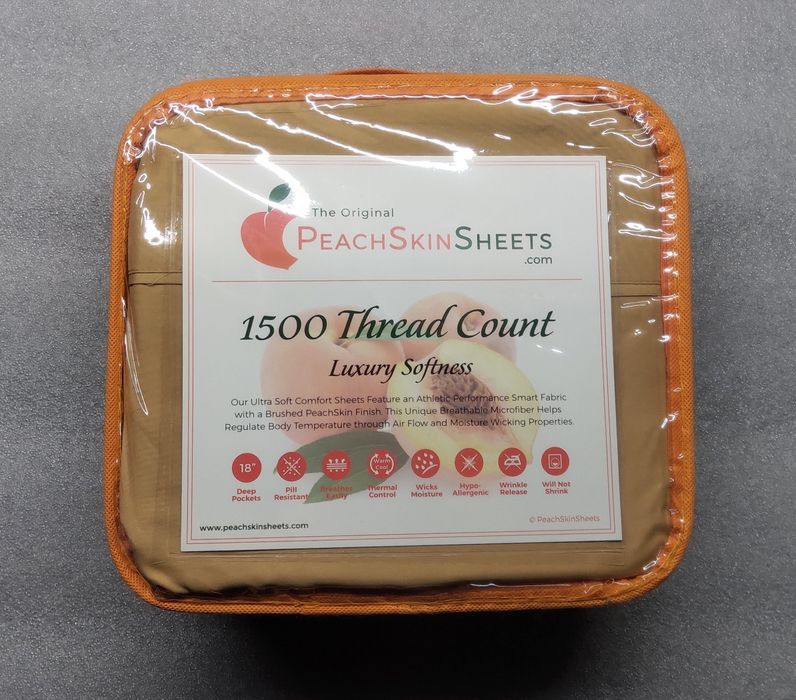 The Original
PEACHSKINSHEETS
.com
1500 Thread Count
Luxury Softness
Our Ultra Soft Comfort Sheets Feature an Athletic Performance Smart Fabric
with a Brushed PeachSkin Finish. This Unique Breathable Microfiber Helps
Regulate Body Temperature through Air Flow and Moisture Wicking Properties.
18"
Warm
Cool
Deep
Pockets
Pill
Resistant
Breathes
Easily
Thermal
Control
Wicks
Moisture
Hypo-
Allergenic
Wrinkle
Release
Will Not
Shrink
www.peachskinsheets.com
© PeachSkinSheets